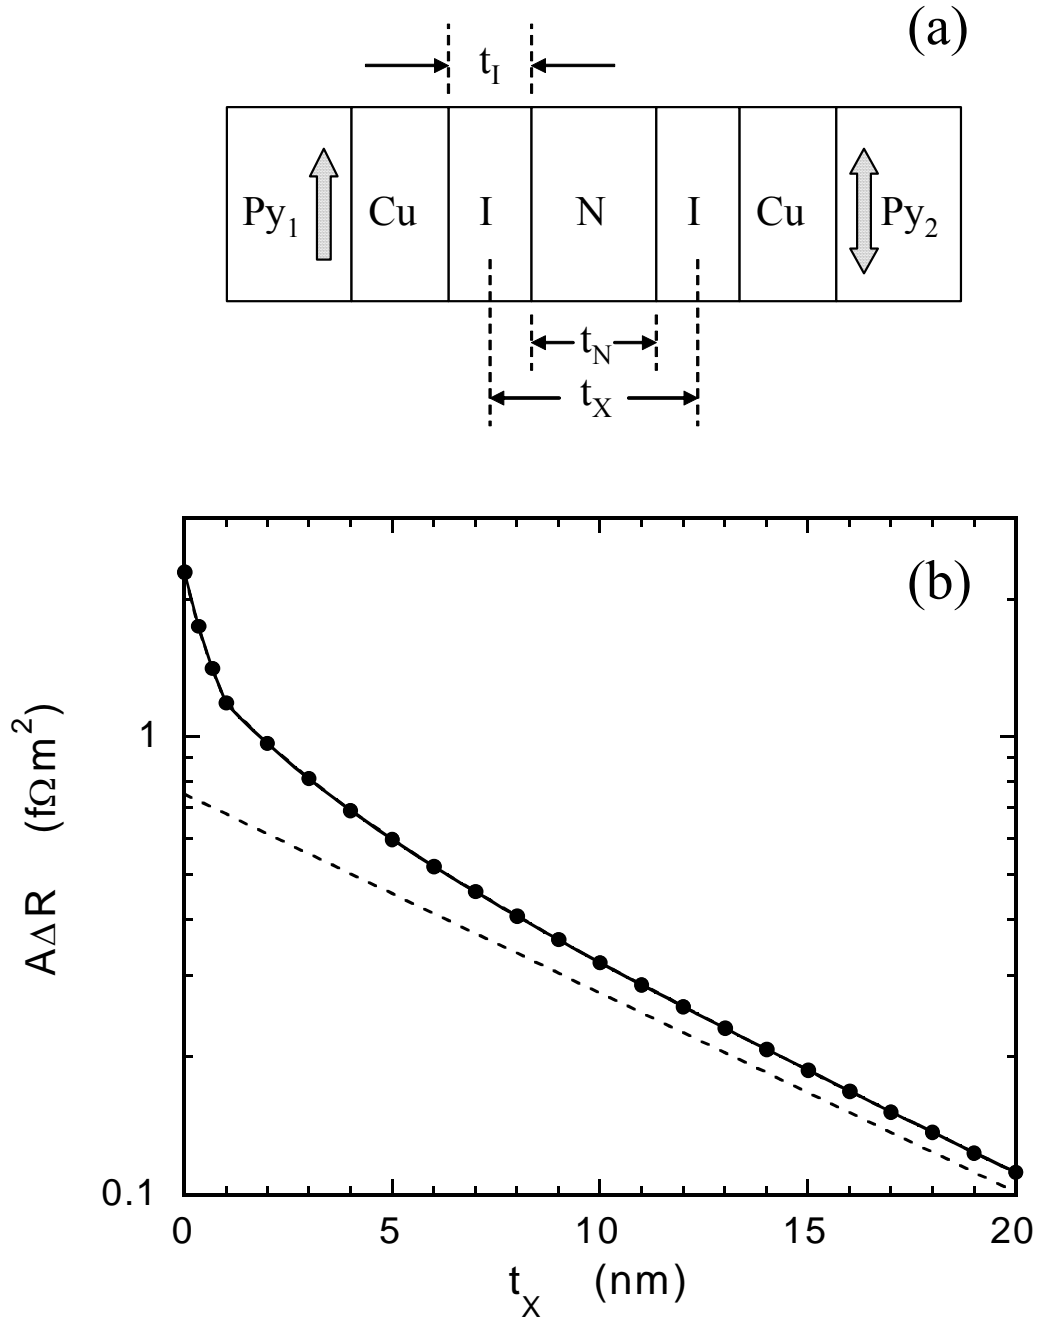 (a)
t_I
Py_1 Cu I N I Cu Py_2
t_N
t_X
(b)
AΔR (fΩm^2)
1
0.1
0 5 10 15 20
t_X (nm)